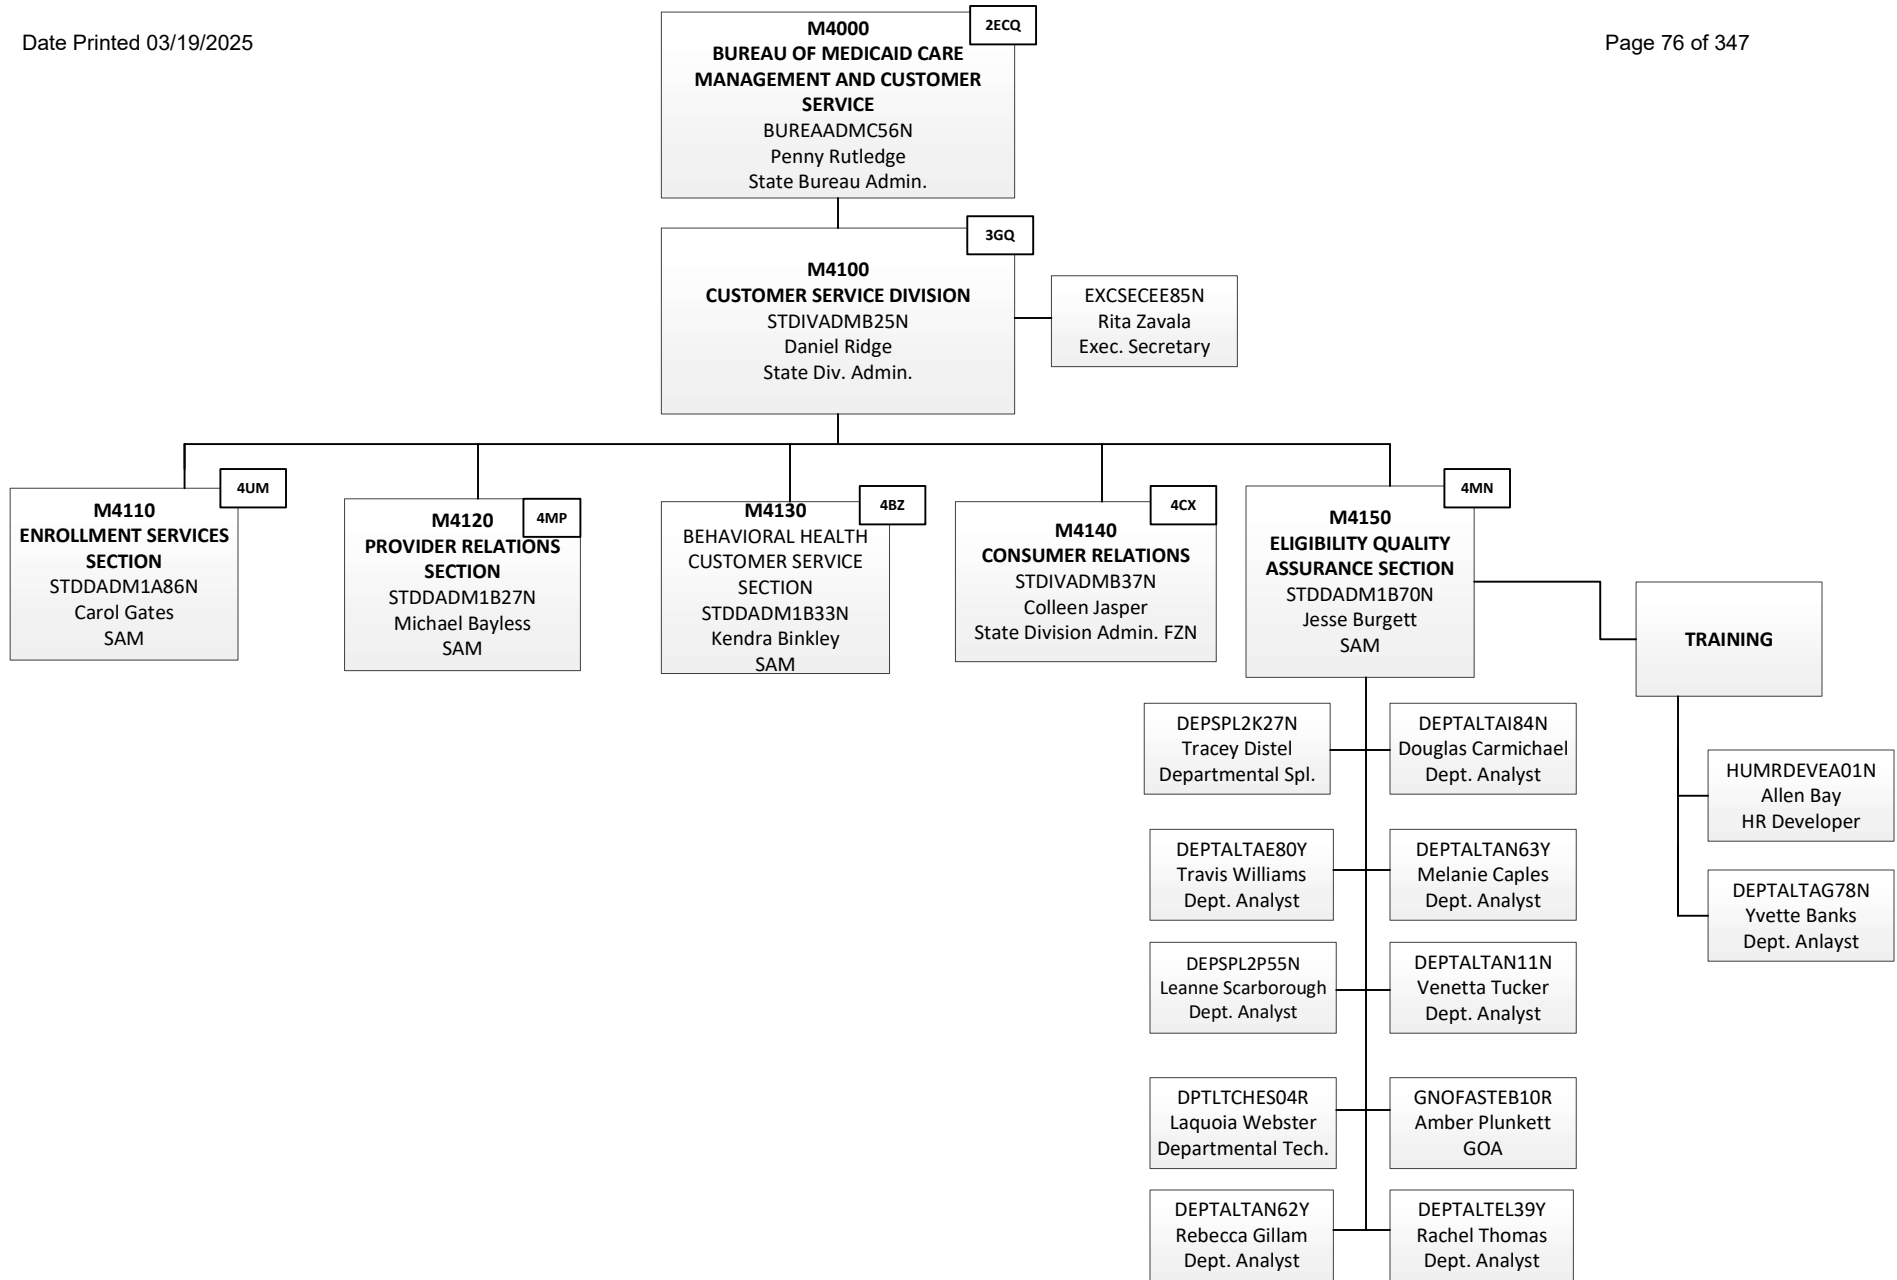 Date Printed 03/19/2025
Page 76 of 347
2ECQ
M4000
BUREAU OF MEDICAID CARE
MANAGEMENT AND CUSTOMER
SERVICE
BUREAADMC56N
Penny Rutledge
State Bureau Admin.
3GQ
M4100
CUSTOMER SERVICE DIVISION
STDIVADMB25N
Daniel Ridge
State Div. Admin.
EXCSECEE85N
Rita Zavala
Exec. Secretary
4UM
M4110
ENROLLMENT SERVICES
SECTION
STDDADM1A86N
Carol Gates
SAM
4MP
M4120
PROVIDER RELATIONS
SECTION
STDDADM1B27N
Michael Bayless
SAM
4BZ
M4130
BEHAVIORAL HEALTH
CUSTOMER SERVICE
SECTION
STDDADM1B33N
Kendra Binkley
SAM
4CX
M4140
CONSUMER RELATIONS
STDIVADMB37N
Colleen Jasper
State Division Admin. FZN
4MN
M4150
ELIGIBILITY QUALITY
ASSURANCE SECTION
STDDADM1B70N
Jesse Burgett
SAM
TRAINING
DEPSPL2K27N
Tracey Distel
Departmental Spl.
DEPTALTAI84N
Douglas Carmichael
Dept. Analyst
HUMRDEVEA01N
Allen Bay
HR Developer
DEPTALTAE80Y
Travis Williams
Dept. Analyst
DEPTALTAN63Y
Melanie Caples
Dept. Analyst
DEPTALTAG78N
Yvette Banks
Dept. Anlayst
DEPSPL2P55N
Leanne Scarborough
Dept. Analyst
DEPTALTAN11N
Venetta Tucker
Dept. Analyst
DPTLTCHES04R
Laquoia Webster
Departmental Tech.
GNOFASTEB10R
Amber Plunkett
GOA
DEPTALTAN62Y
Rebecca Gillam
Dept. Analyst
DEPTALTEL39Y
Rachel Thomas
Dept. Analyst